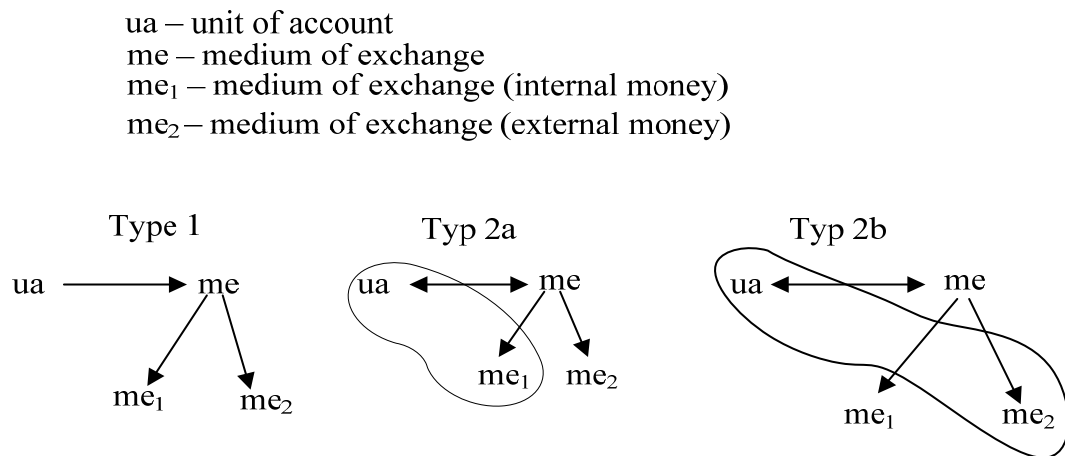 ua – unit of account
me – medium of exchange
me₁ – medium of exchange (internal money)
me₂ – medium of exchange (external money)
Type 1
Typ 2a
Typ 2b
ua me
me₁ me₂
ua me
me₁ me₂
ua me
me₁ me₂